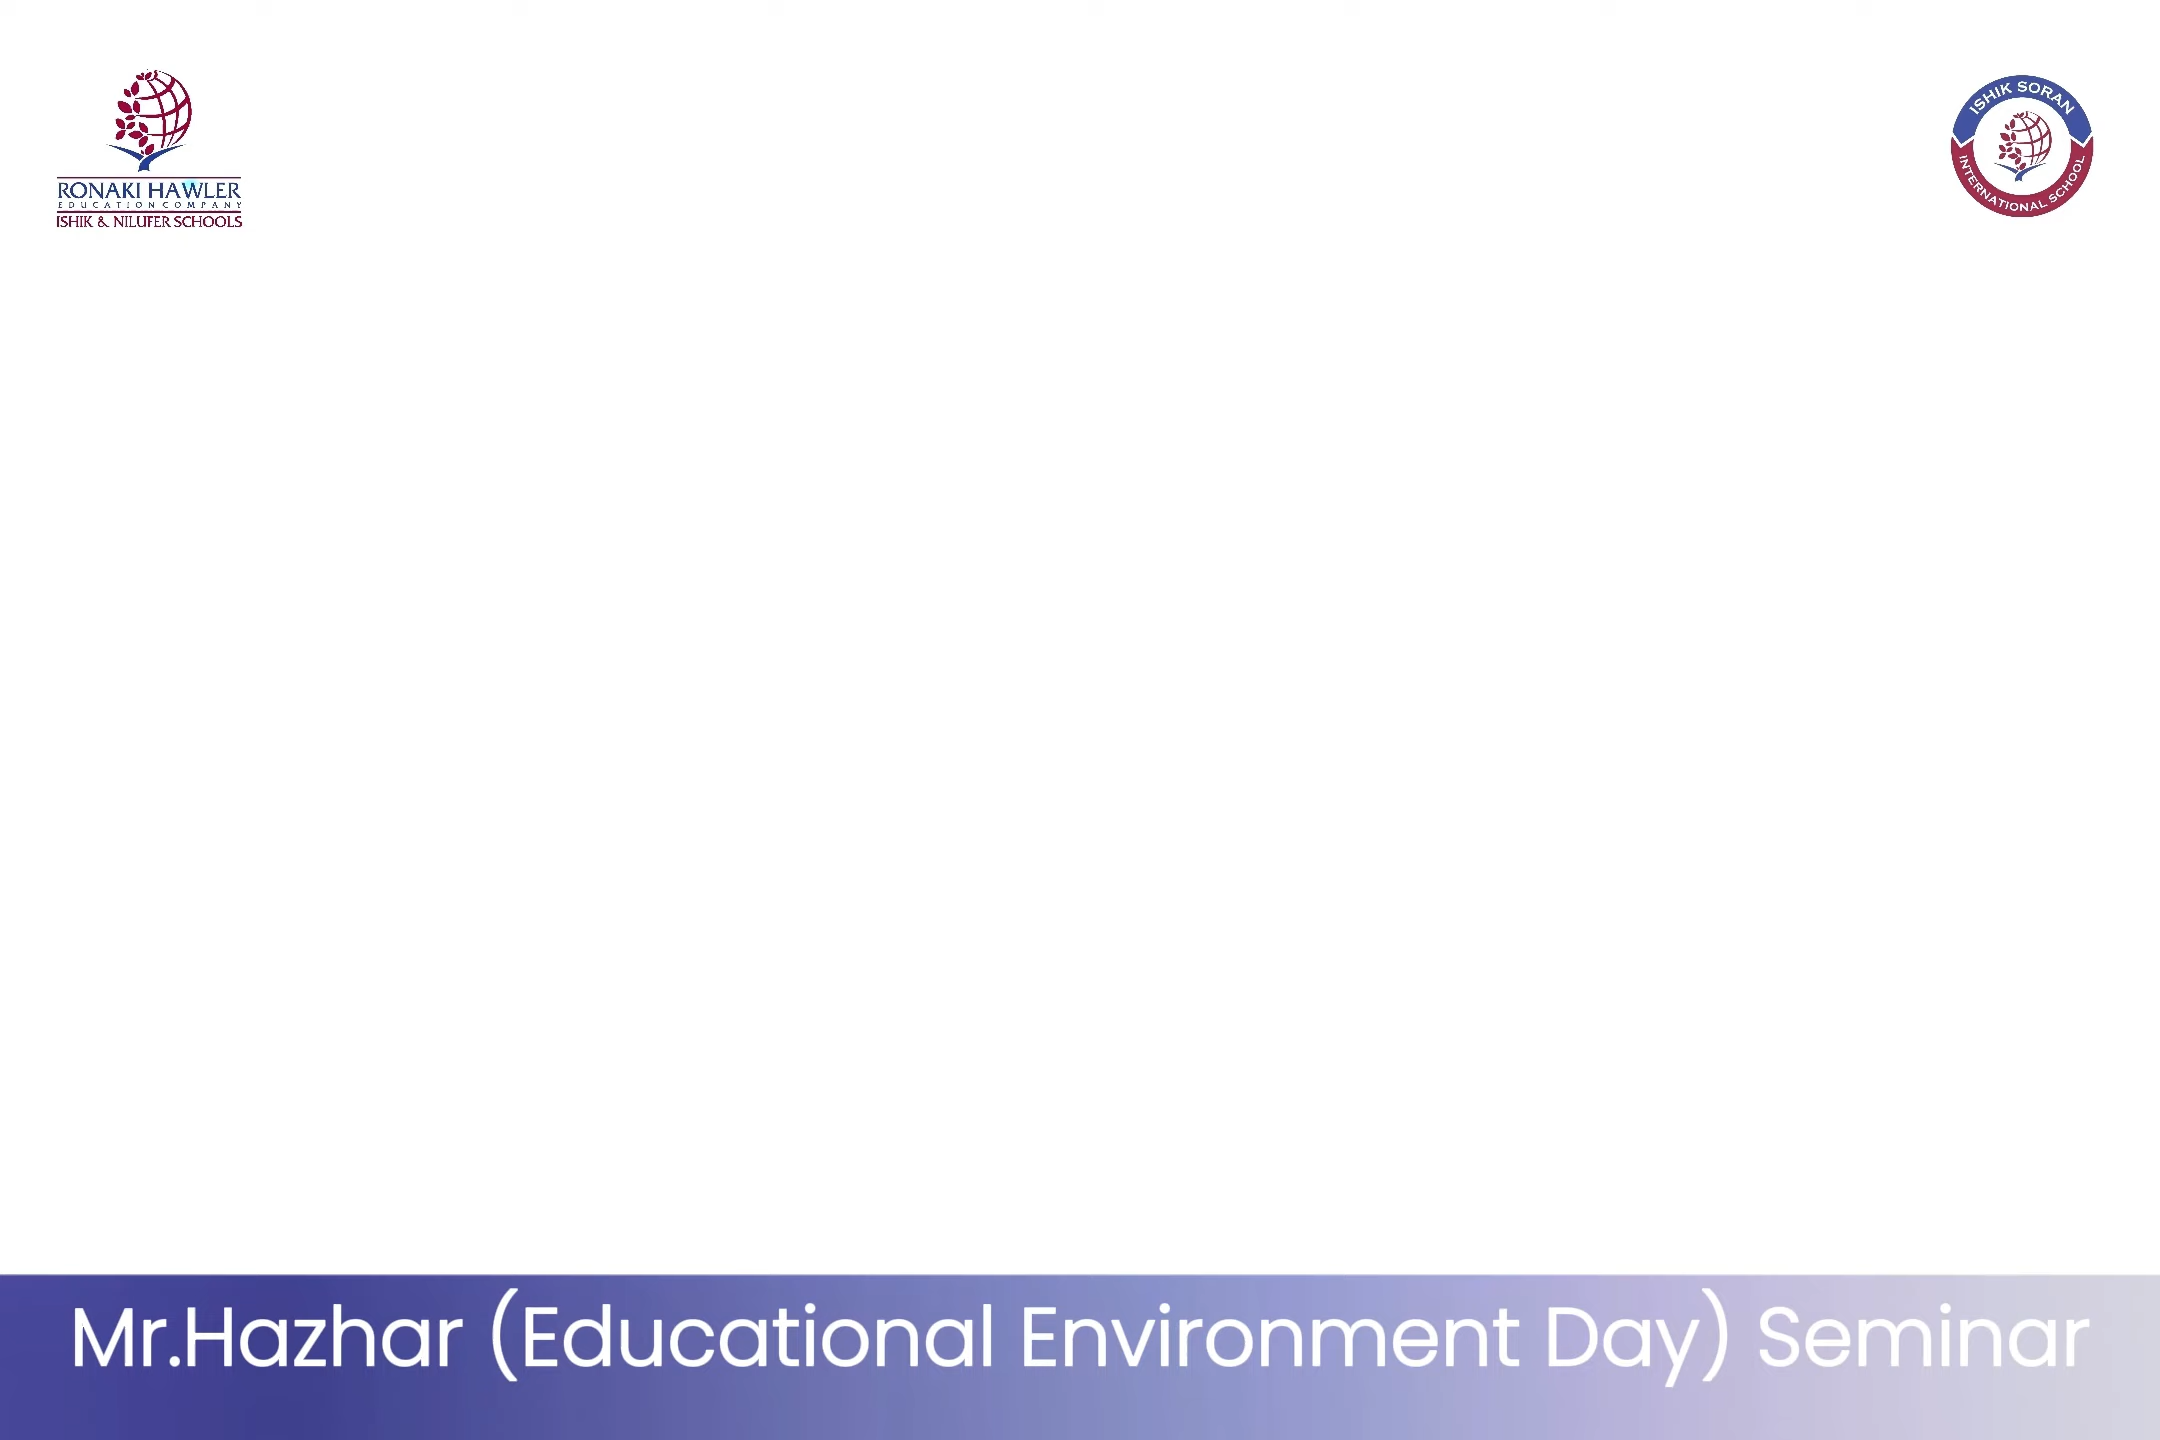 RONAKI HAWLER
EDUCATION COMPANY
ISHIK & NILUFER SCHOOLS
ISHIK SORAN
INTERNATIONAL SCHOOL
Mr.Hazhar (Educational Environment Day) Seminar